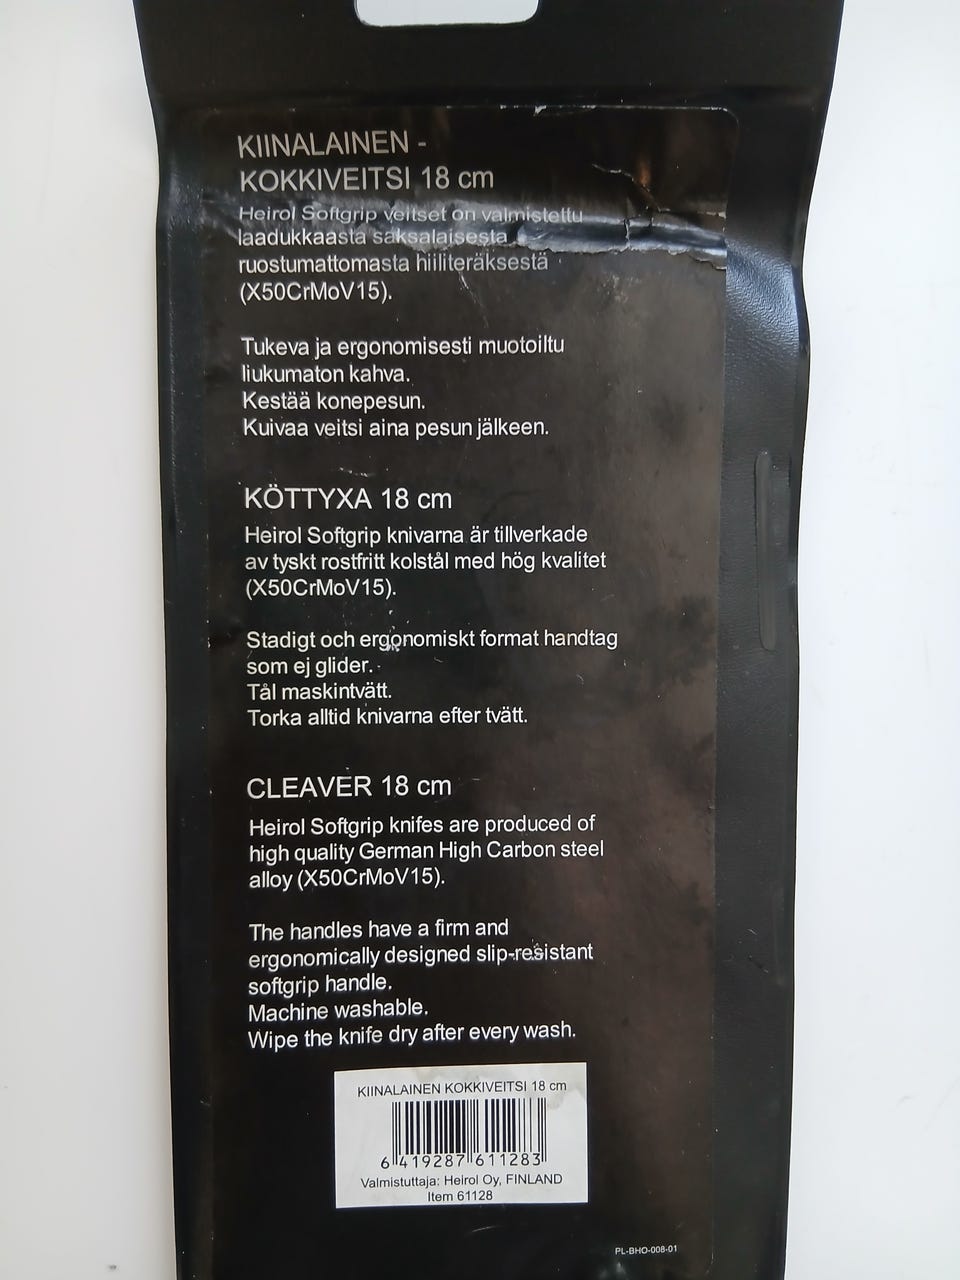 KIINALAINEN -
KOKKIVEITSI 18 cm
Heirol Softgrip veitset on valmistettu
laadukkaasta saksalaisesta
ruostumattomasta hiiliteräksestä
(X50CrMoV15).
Tukeva ja ergonomisesti muotoiltu
liukumaton kahva.
Kestää konepesun.
Kuivaa veitsi aina pesun jälkeen.
KÖTTYXA 18 cm
Heirol Softgrip knivarna är tillverkade
av tyskt rostfritt kolstål med hög kvalitet
(X50CrMoV15).
Stadigt och ergonomiskt format handtag
som ej glider.
Tål maskintvätt.
Torka alltid knivarna efter tvätt.
CLEAVER 18 cm
Heirol Softgrip knifes are produced of
high quality German High Carbon steel
alloy (X50CrMoV15).
The handles have a firm and
ergonomically designed slip-resistant
softgrip handle.
Machine washable.
Wipe the knife dry after every wash.
KIINALAINEN KOKKIVEITSI 18 cm
6 419287 611283
Valmistuttaja: Heirol Oy, FINLAND
Item 61128
PL-BHO-008-01